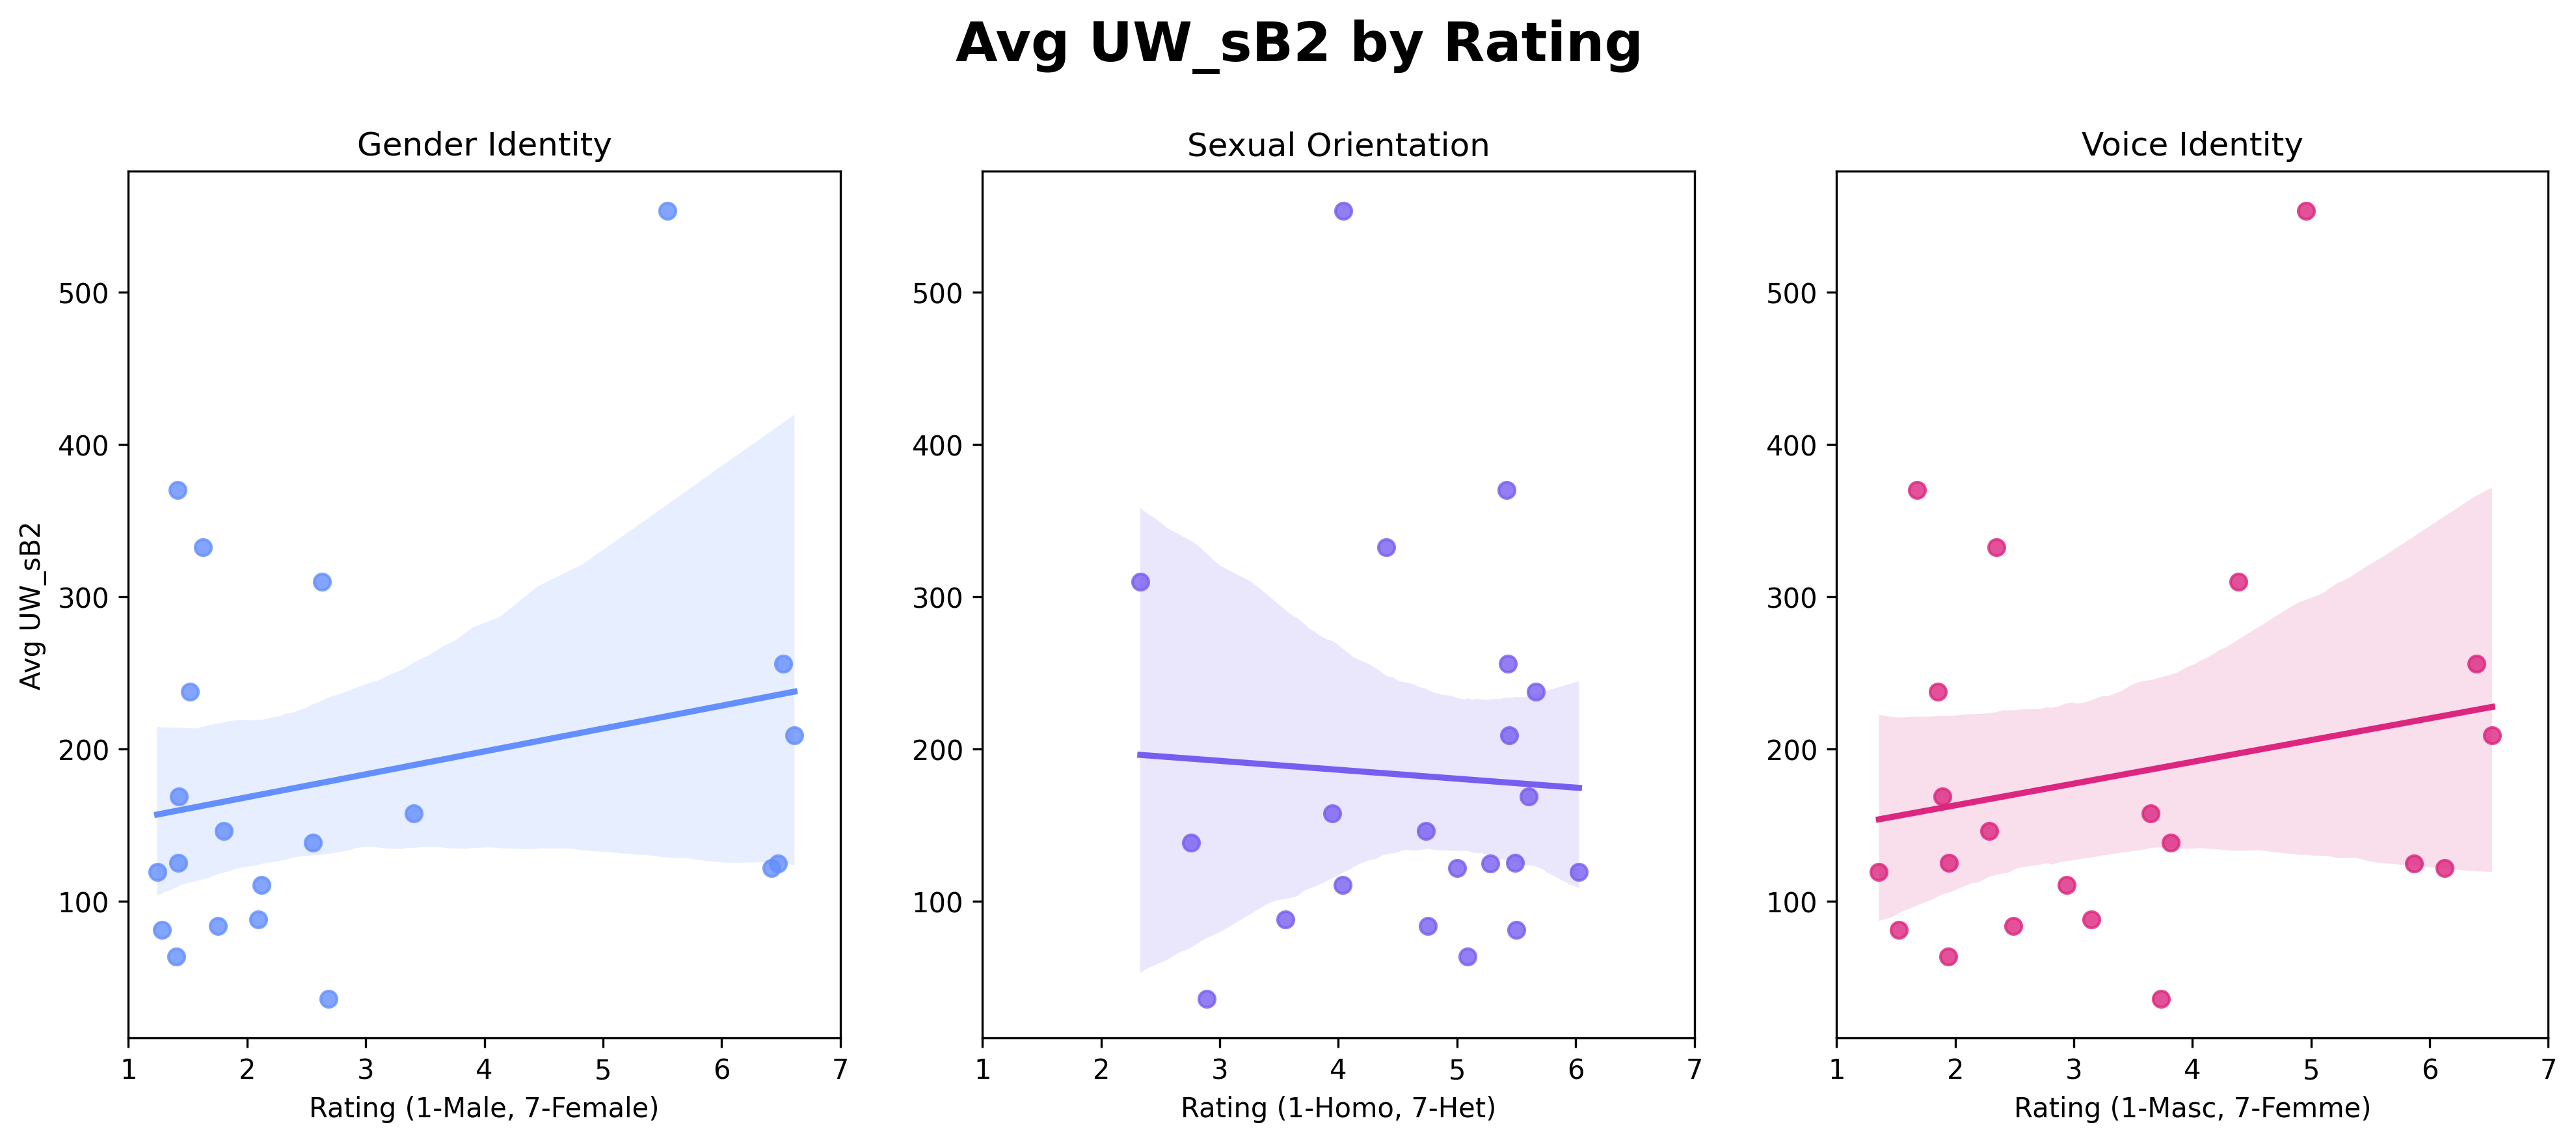 Avg UW_sB2 by Rating
Gender Identity
Avg UW_sB2
500
400
300
200
100
1 2 3 4 5 6 7
Rating (1-Male, 7-Female)
Sexual Orientation
500
400
300
200
100
1 2 3 4 5 6 7
Rating (1-Homo, 7-Het)
Voice Identity
500
400
300
200
100
1 2 3 4 5 6 7
Rating (1-Masc, 7-Femme)